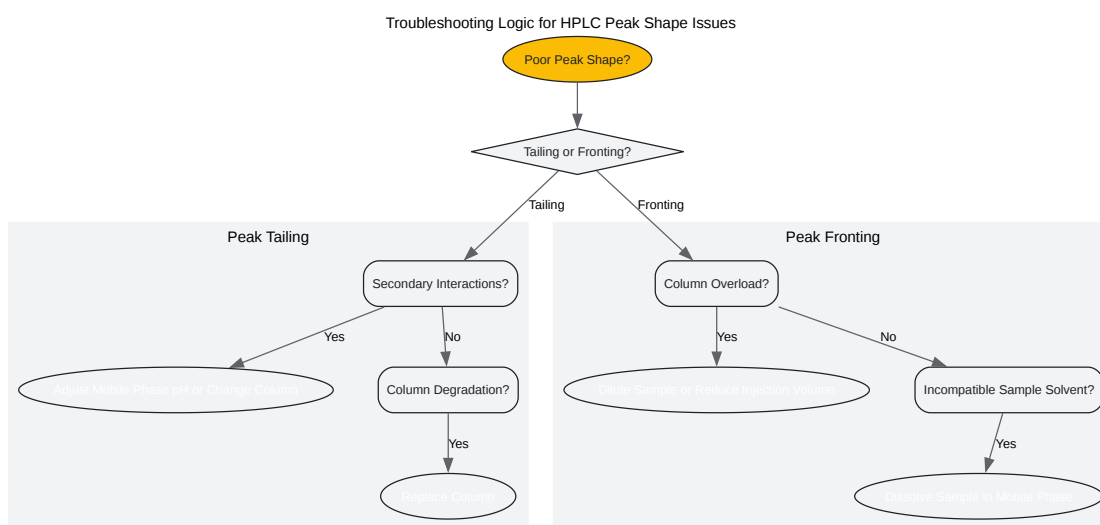 Troubleshooting Logic for HPLC Peak Shape Issues
Poor Peak Shape?
Tailing or Fronting?
Tailing
Fronting
Peak Tailing
Peak Fronting
Secondary Interactions?
Column Overload?
Yes
No
Yes
No
Adjust Mobile Phase pH or Change Column
Column Degradation?
Dilute Sample or Reduce Injection Volume
Incompatible Sample Solvent?
Yes
Yes
Replace Column
Dissolve Sample in Mobile Phase